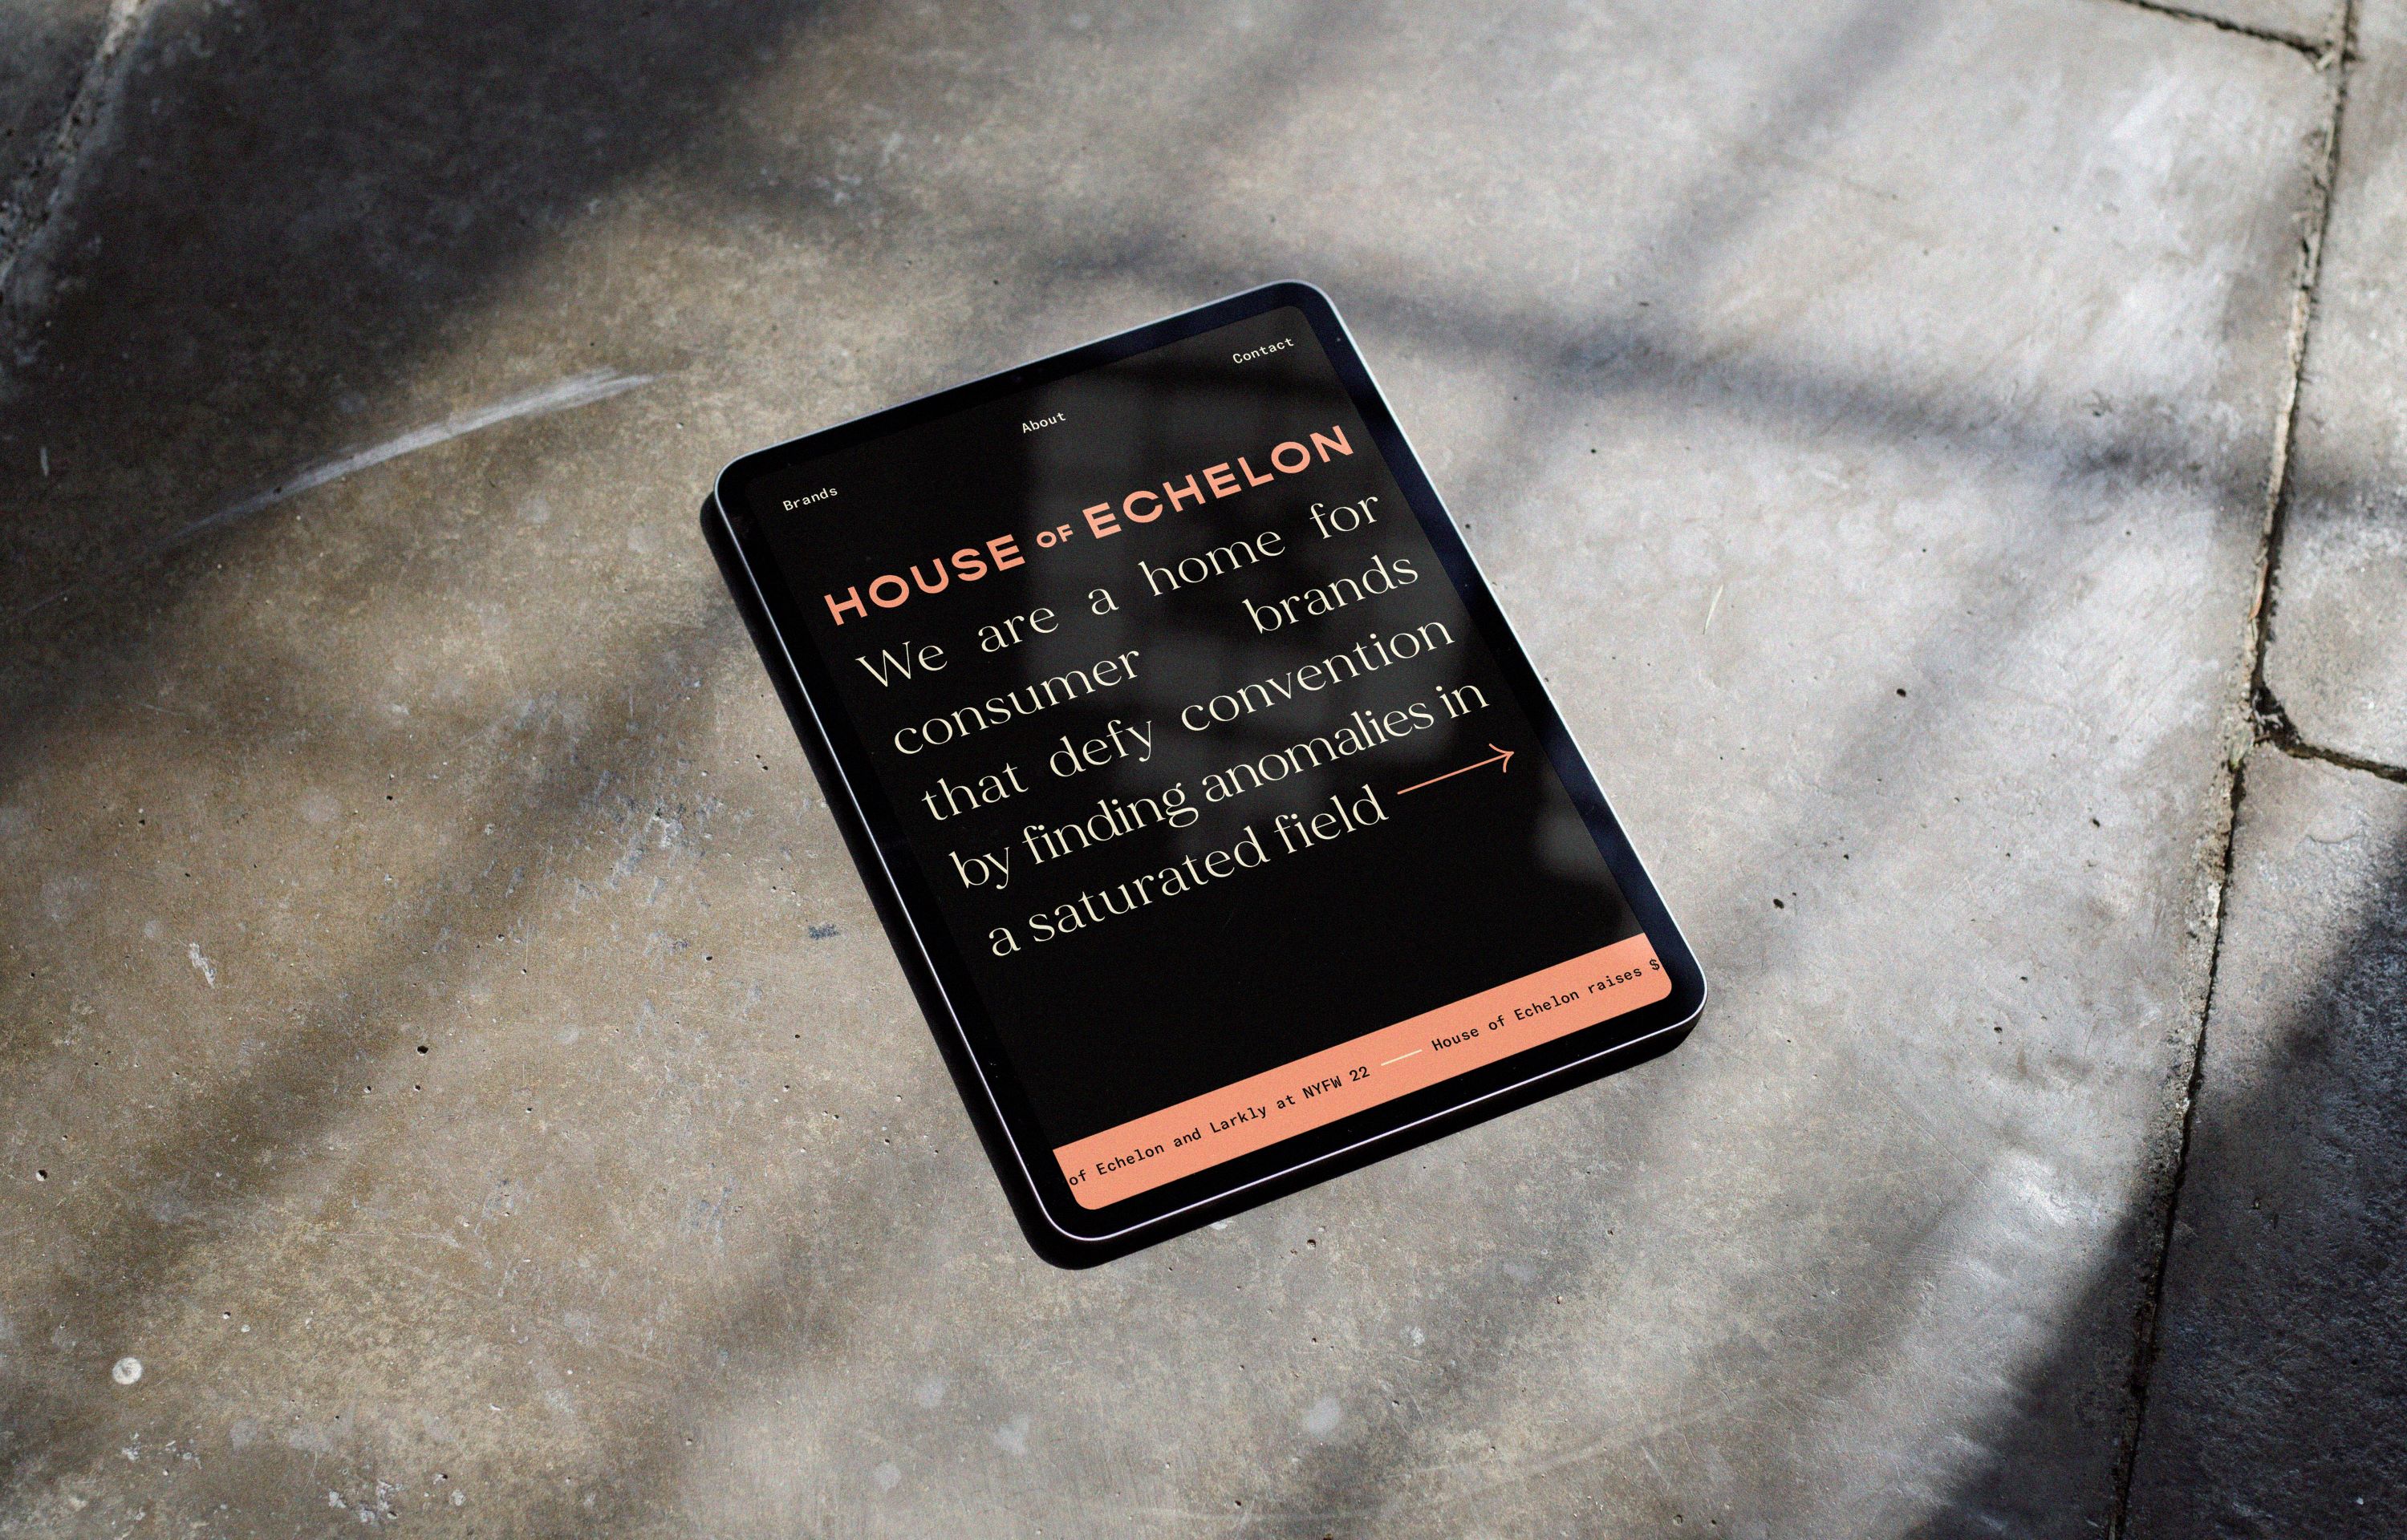 Brands
About
Contact
HOUSE OF ECHELON
We are a home for
consumer brands
that defy convention
by finding anomalies in
a saturated field
of Echelon and Larkly at NYFW 22 — House of Echelon raises $